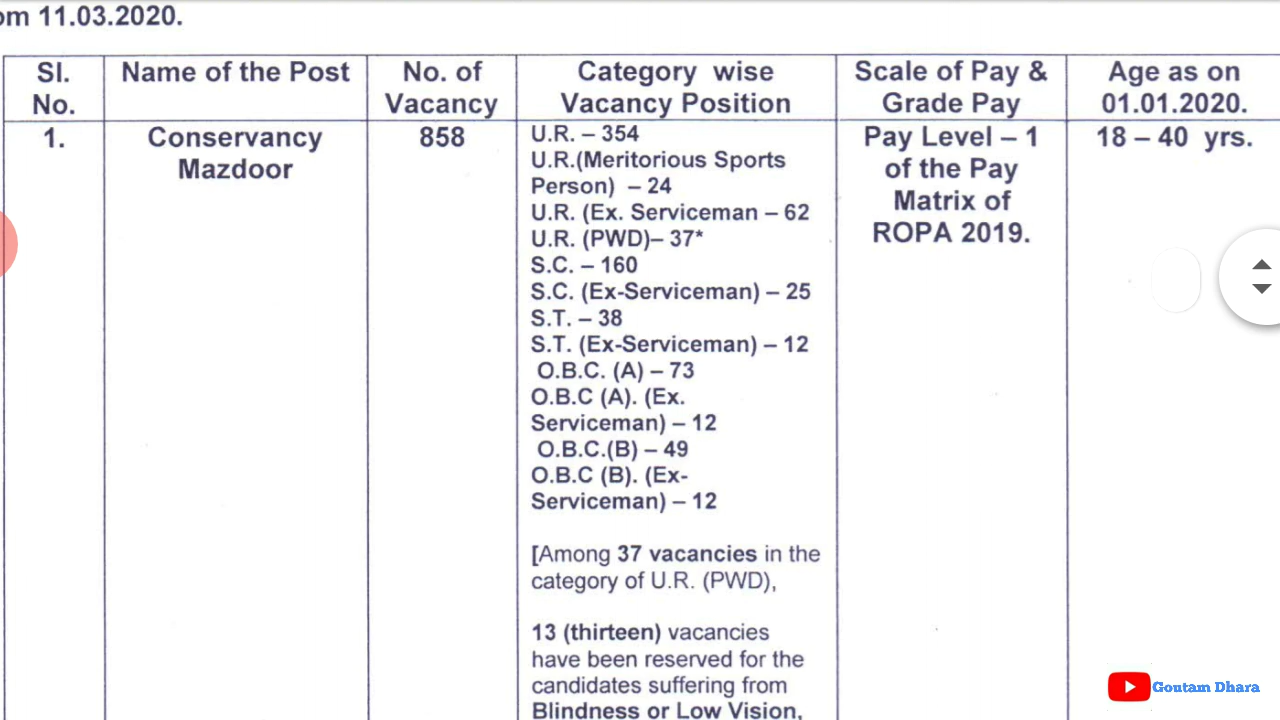 om 11.03.2020.
Sl.
No.
Name of the Post
No. of
Vacancy
Category wise
Vacancy Position
Scale of Pay &
Grade Pay
Age as on
01.01.2020.
1.
Conservancy
Mazdoor
858
U.R. – 354
U.R.(Meritorious Sports
Person) – 24
U.R. (Ex. Serviceman – 62
U.R. (PWD)– 37*
S.C. – 160
S.C. (Ex-Serviceman) – 25
S.T. – 38
S.T. (Ex-Serviceman) – 12
O.B.C. (A) – 73
O.B.C (A). (Ex.
Serviceman) – 12
O.B.C.(B) – 49
O.B.C (B). (Ex-
Serviceman) – 12
[Among 37 vacancies in the
category of U.R. (PWD),
13 (thirteen) vacancies
have been reserved for the
candidates suffering from
Blindness or Low Vision,
Pay Level – 1
of the Pay
Matrix of
ROPA 2019.
18 – 40 yrs.
Goutam Dhara